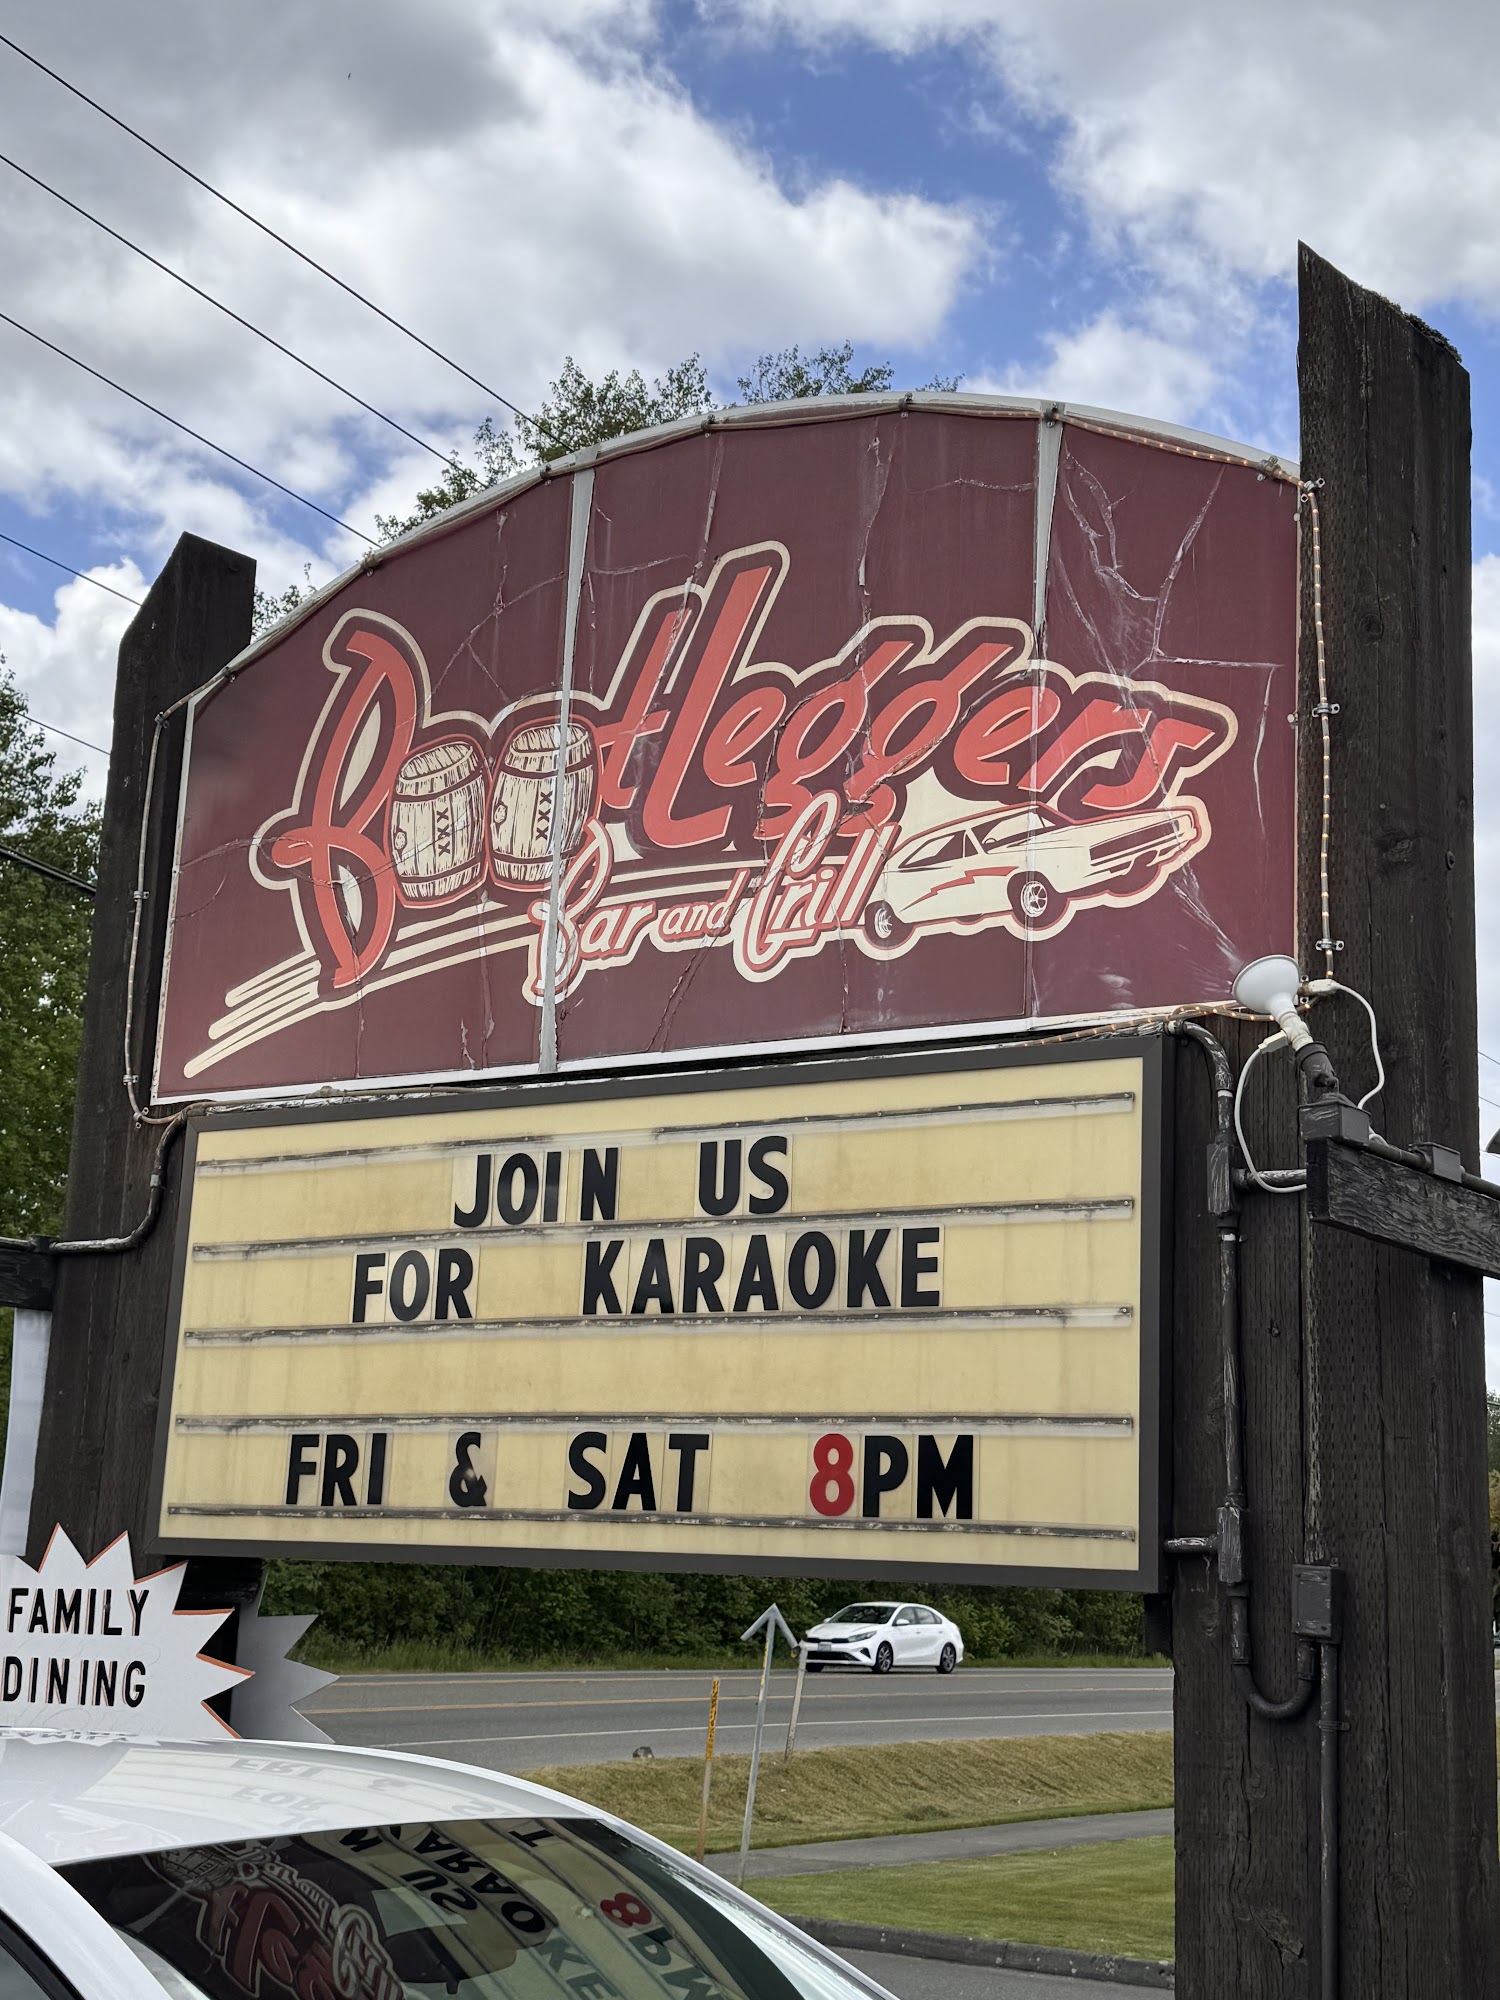 Bootleggers
XXX XXX
Bar and Grill
JOIN US
FOR KARAOKE
FRI & SAT 8PM
FAMILY
DINING